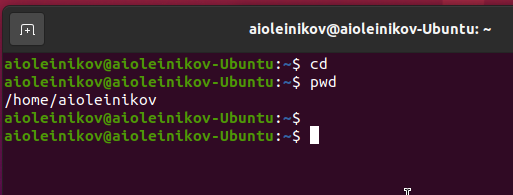 aioleinikov@aioleinikov-Ubuntu: ~
aioleinikov@aioleinikov-Ubuntu:~$ cd
aioleinikov@aioleinikov-Ubuntu:~$ pwd
/home/aioleinikov
aioleinikov@aioleinikov-Ubuntu:~$
aioleinikov@aioleinikov-Ubuntu:~$